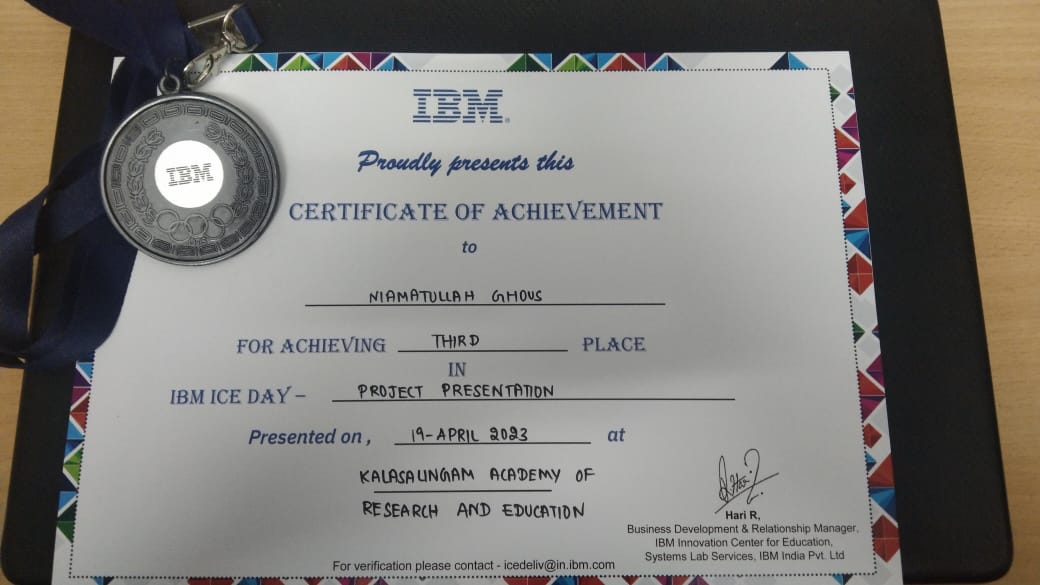 IBM
IBM
Proudly presents this
CERTIFICATE OF ACHIEVEMENT
to
NIAMATULLAH GHOUS
FOR ACHIEVING THIRD PLACE
IN
IBM ICE DAY – PROJECT PRESENTATION
Presented on, 19-APRIL 2023 at
KALASALINGAM ACADEMY OF
RESEARCH AND EDUCATION
Hari R,
Business Development & Relationship Manager,
IBM Innovation Center for Education,
Systems Lab Services, IBM India Pvt. Ltd
For verification please contact - icedeliv@in.ibm.com